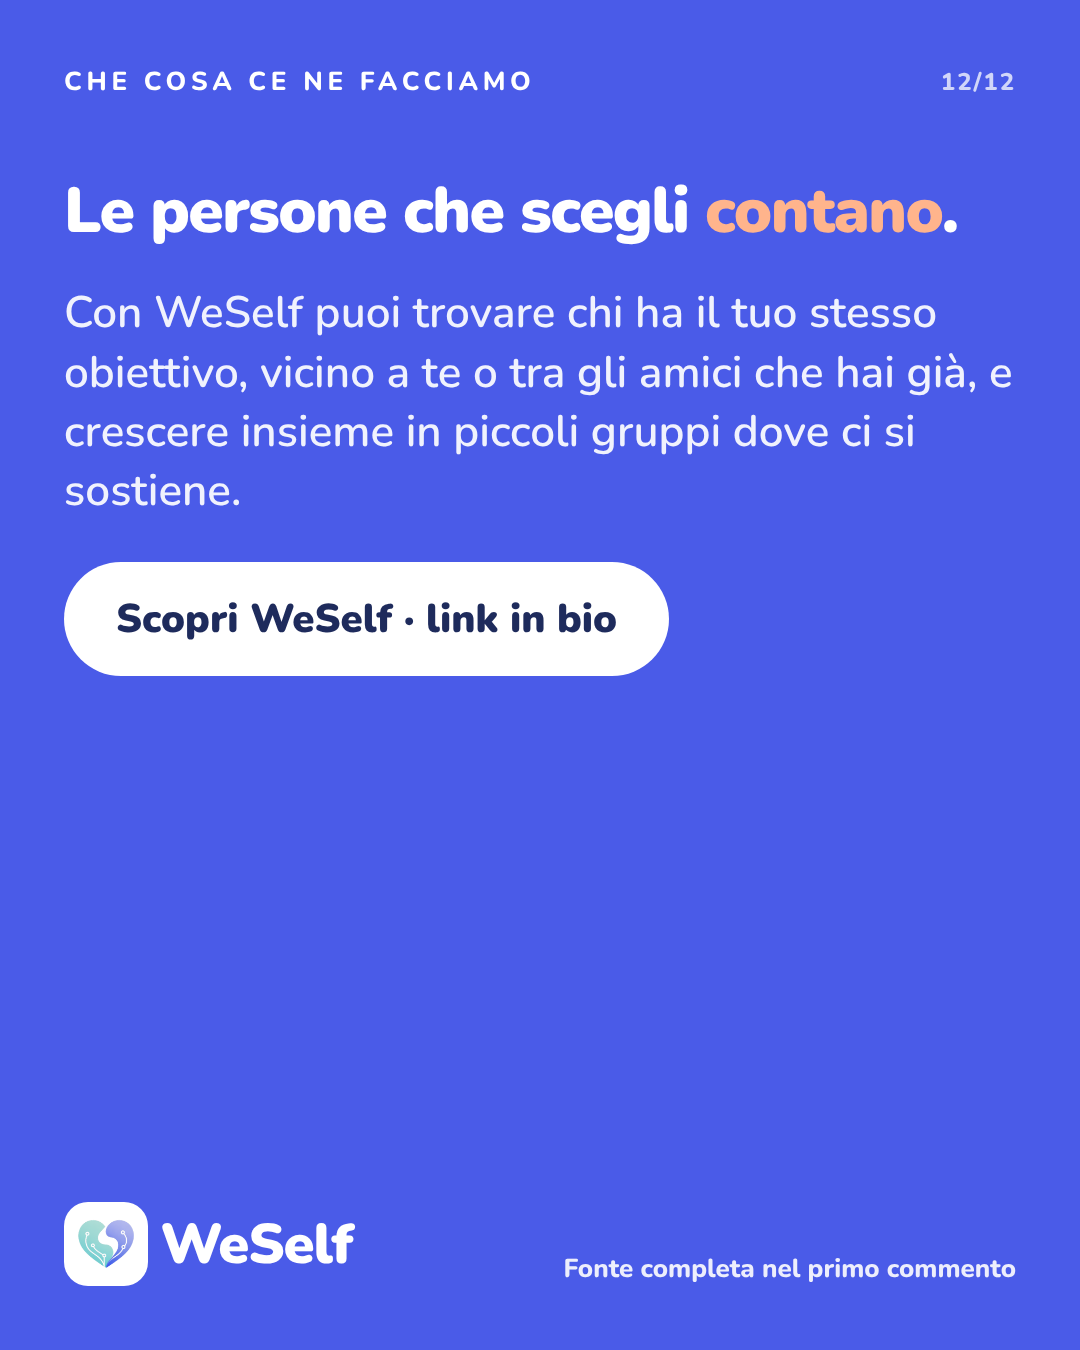 CHE COSA CE NE FACCIAMO
12/12
Le persone che scegli contano.
Con WeSelf puoi trovare chi ha il tuo stesso
obiettivo, vicino a te o tra gli amici che hai già, e
crescere insieme in piccoli gruppi dove ci si
sostiene.
Scopri WeSelf · link in bio
WeSelf
Fonte completa nel primo commento